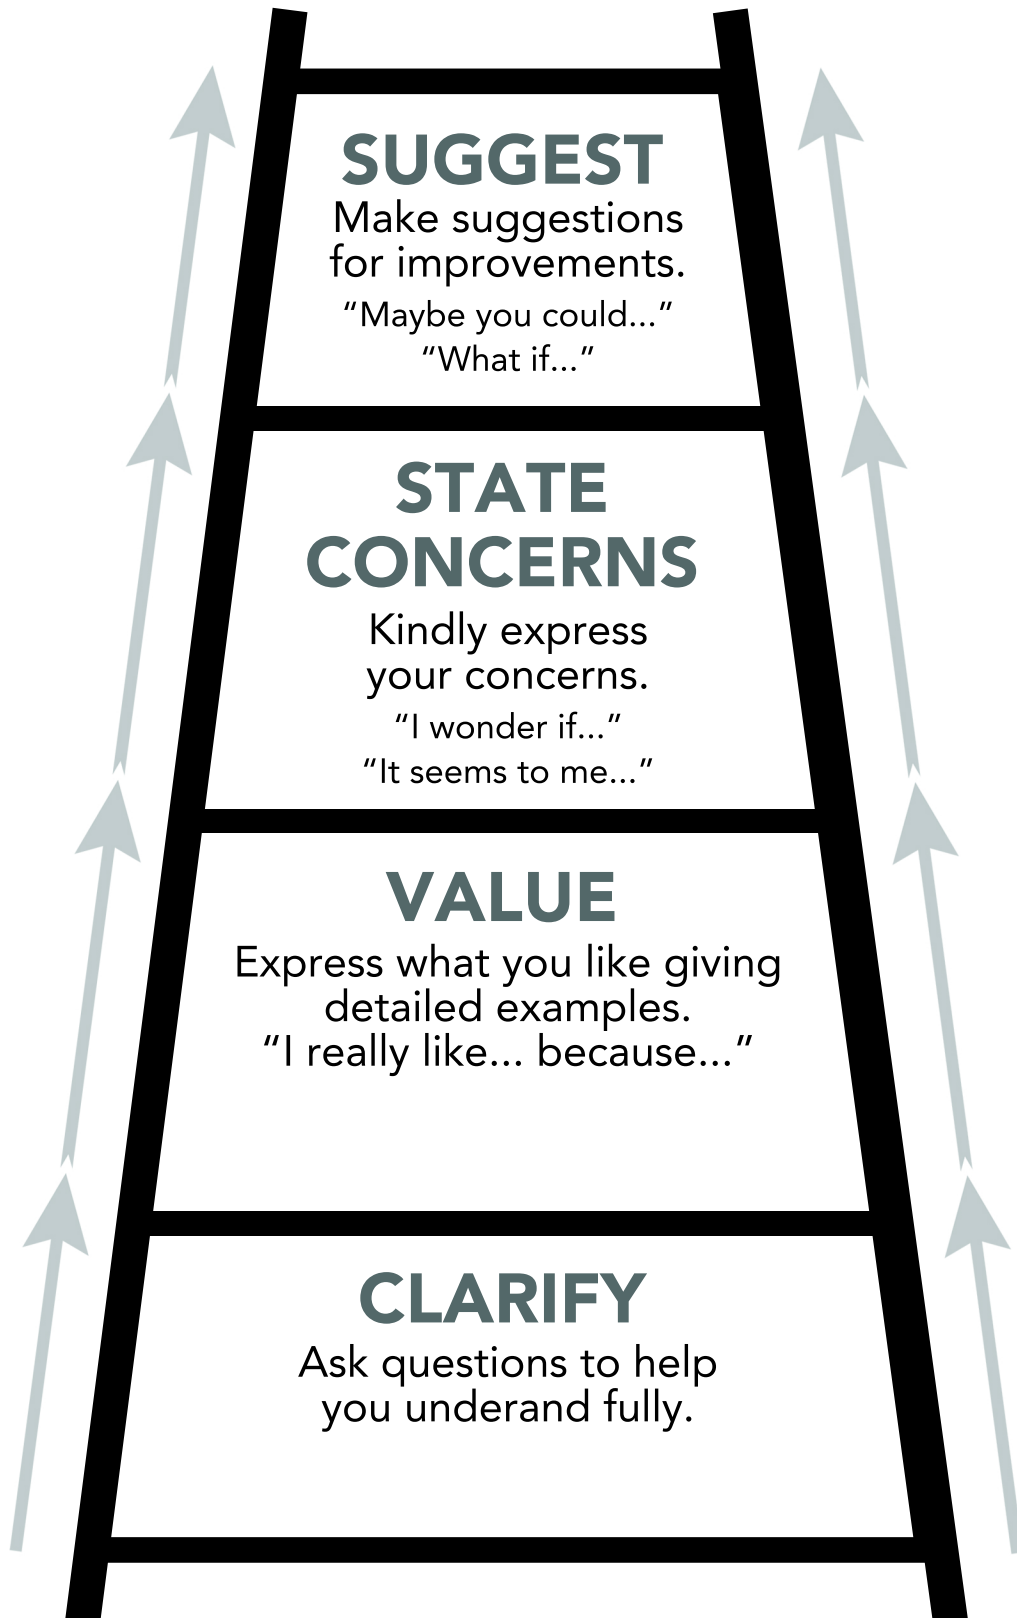 SUGGEST
Make suggestions
for improvements.
“Maybe you could...”
“What if...”
STATE
CONCERNS
Kindly express
your concerns.
“I wonder if...”
“It seems to me...”
VALUE
Express what you like giving
detailed examples.
“I really like... because...”
CLARIFY
Ask questions to help
you underand fully.